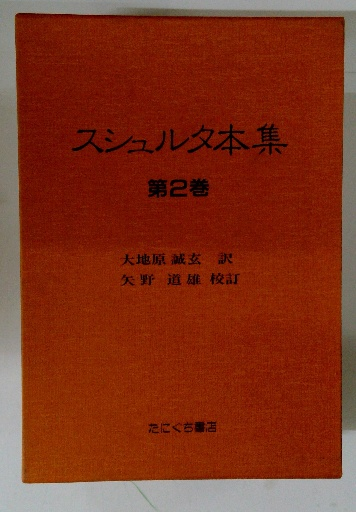 スシュルタ本集
第2巻
大地原 誠玄 訳
矢野 道雄 校訂
たにぐち書店